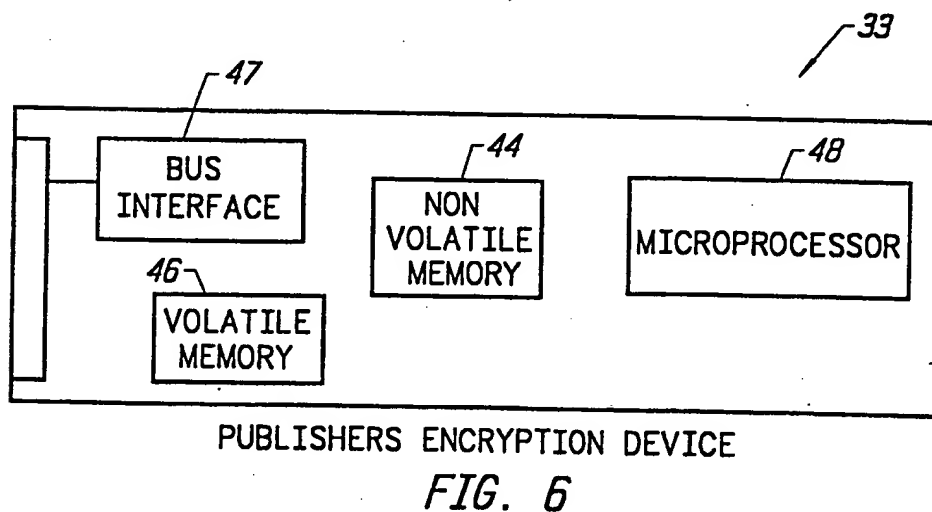 33
47
BUS
INTERFACE
44
NON
VOLATILE
MEMORY
48
MICROPROCESSOR
46
VOLATILE
MEMORY
PUBLISHERS ENCRYPTION DEVICE
FIG. 6